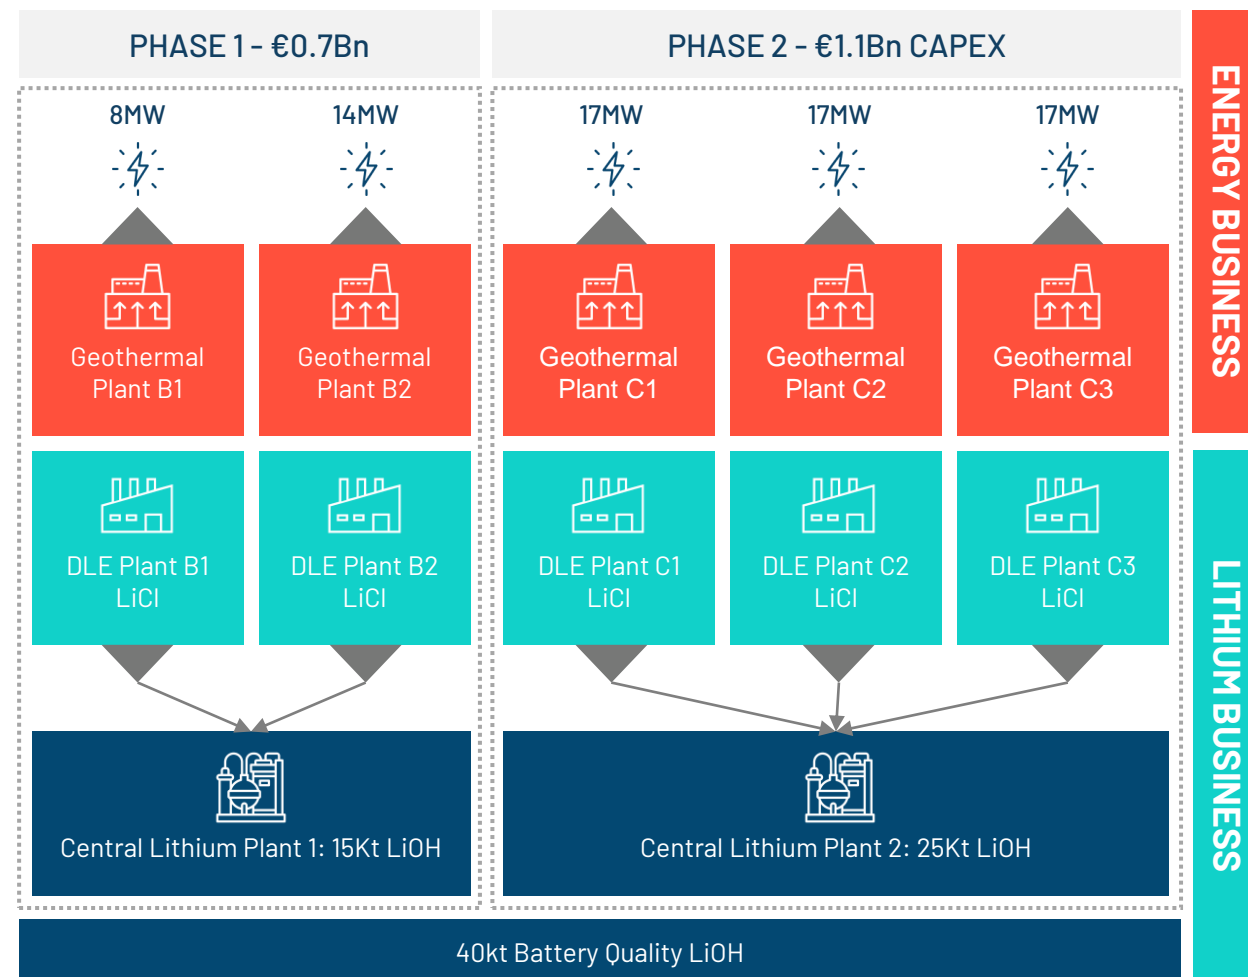 PHASE 1 - €0.7Bn
PHASE 2 - €1.1Bn CAPEX
8MW
14MW
17MW
17MW
17MW
Geothermal
Plant B1
Geothermal
Plant B2
Geothermal
Plant C1
Geothermal
Plant C2
Geothermal
Plant C3
ENERGY BUSINESS
DLE Plant B1
LiCl
DLE Plant B2
LiCl
DLE Plant C1
LiCl
DLE Plant C2
LiCl
DLE Plant C3
LiCl
Central Lithium Plant 1: 15Kt LiOH
Central Lithium Plant 2: 25Kt LiOH
LITHIUM BUSINESS
40kt Battery Quality LiOH